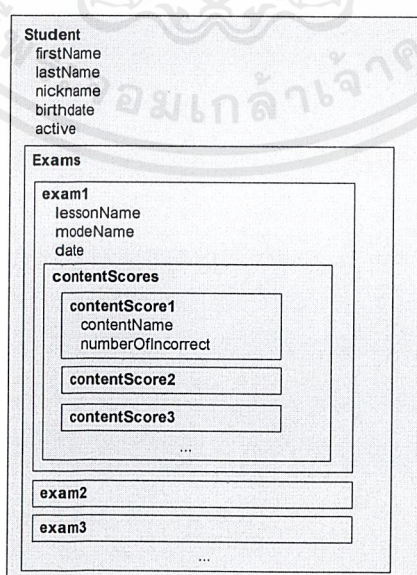 Student
firstName
lastName
nickname
birthdate
active
Exams
exam1
lessonName
modeName
date
contentScores
contentScore1
contentName
numberOfIncorrect
contentScore2
contentScore3
...
exam2
exam3
...